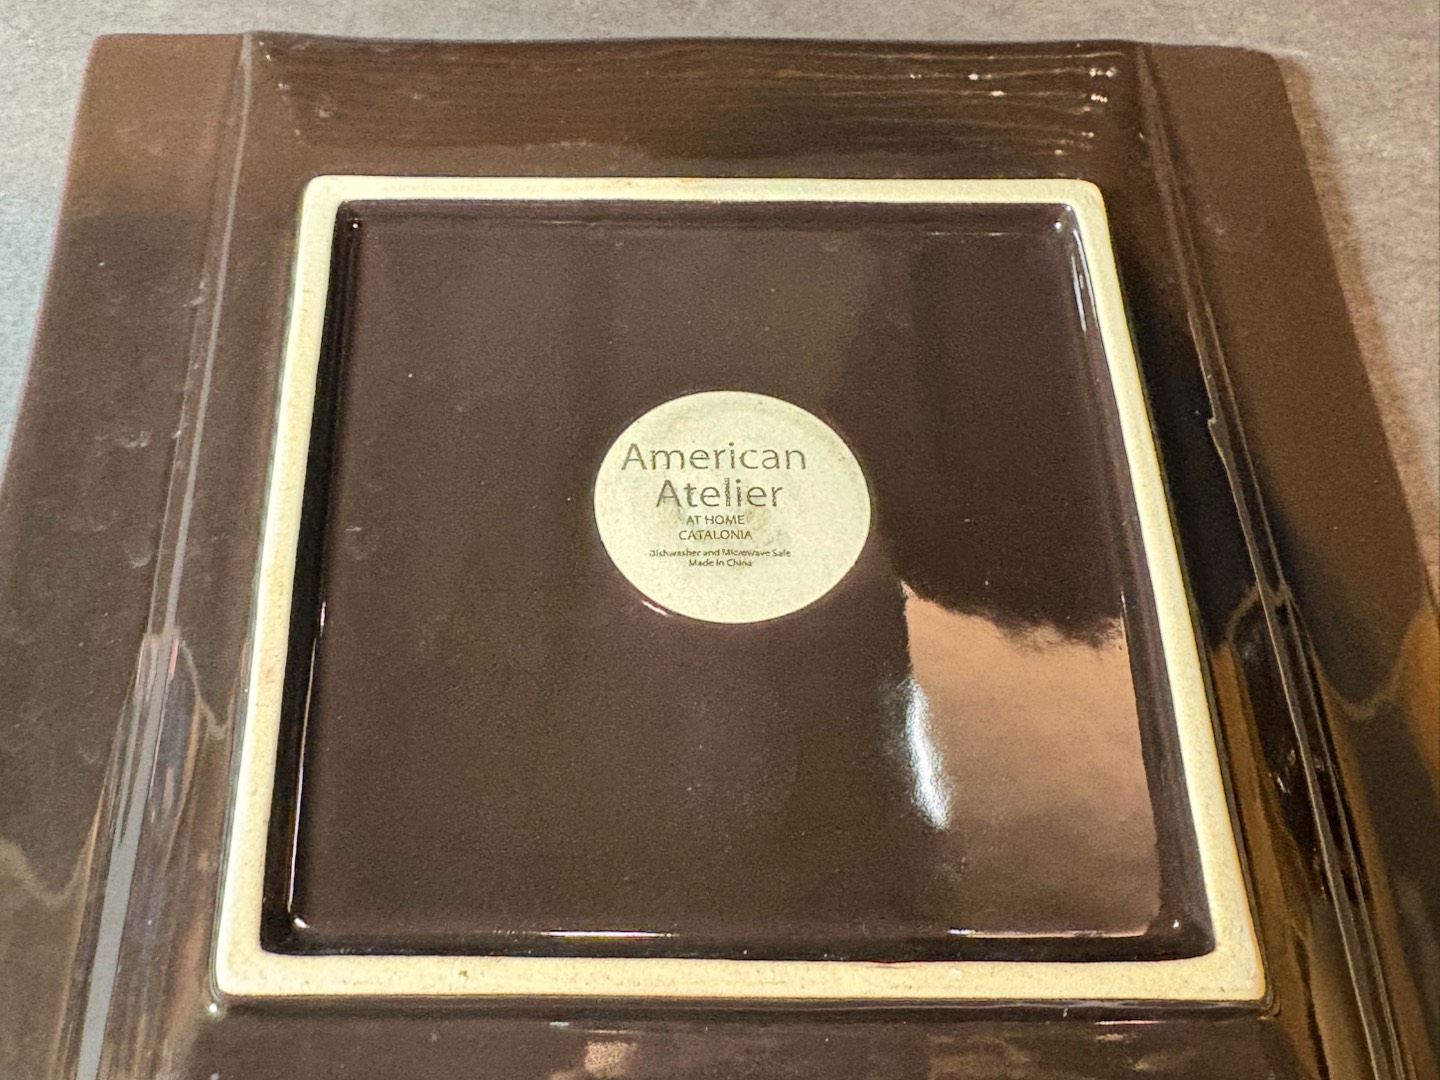 American
Atelier
AT HOME
CATALONIA
Dishwasher and Microwave Safe
Made in China